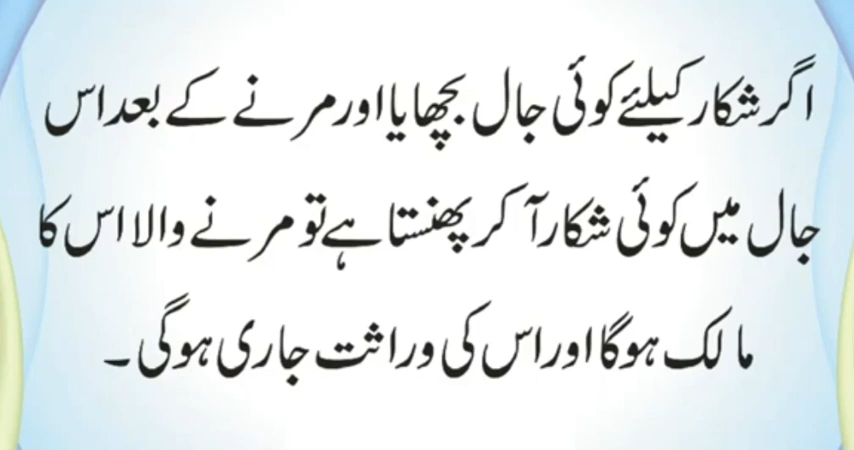 اگر شکار کیلئے کوئی جال بچھایا اور مرنے کے بعد اس
جال میں کوئی شکار آ کر پھنستا ہے تو مرنے والا اس کا
مالک ہوگا اور اس کی وراثت جاری ہوگی۔